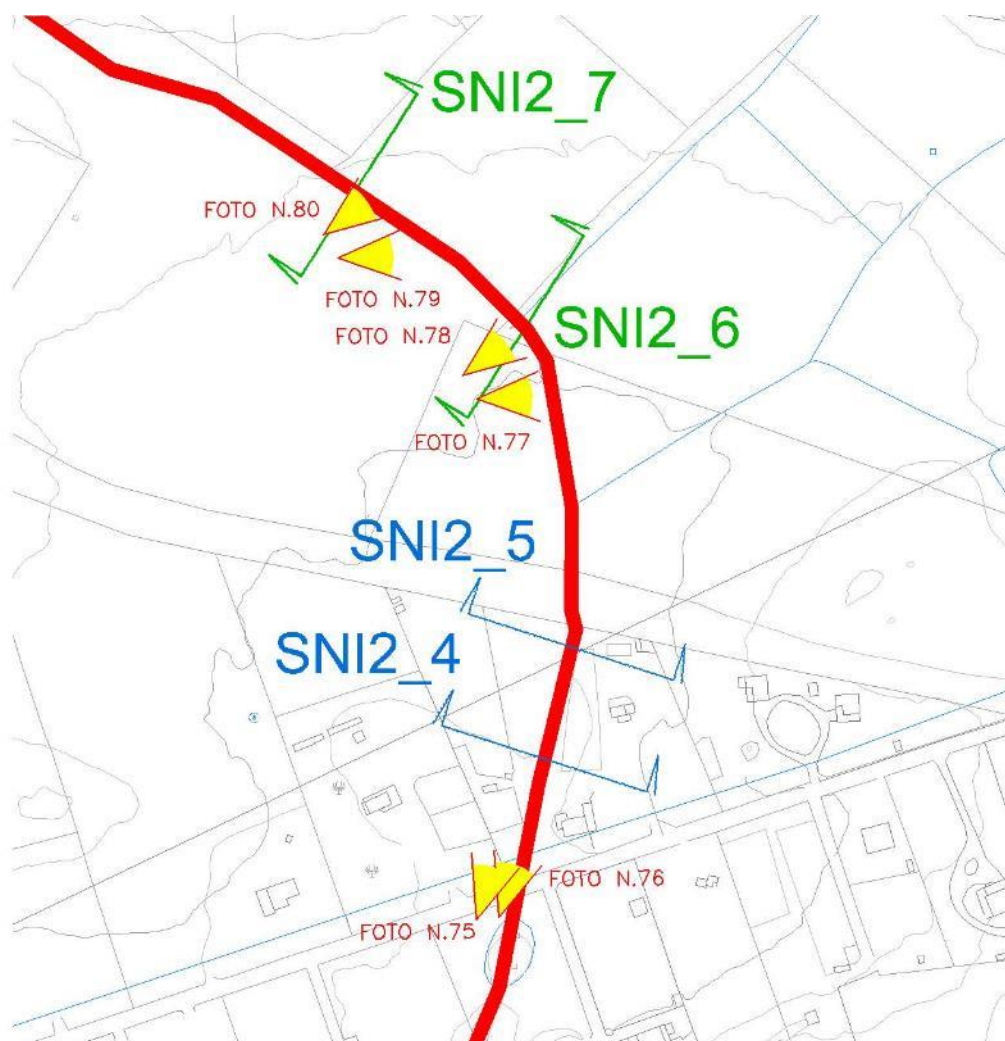 SNI2_7
FOTO N.80
FOTO N.79
FOTO N.78
SNI2_6
FOTO N.77
SNI2_5
SNI2_4
FOTO N.76
FOTO N.75